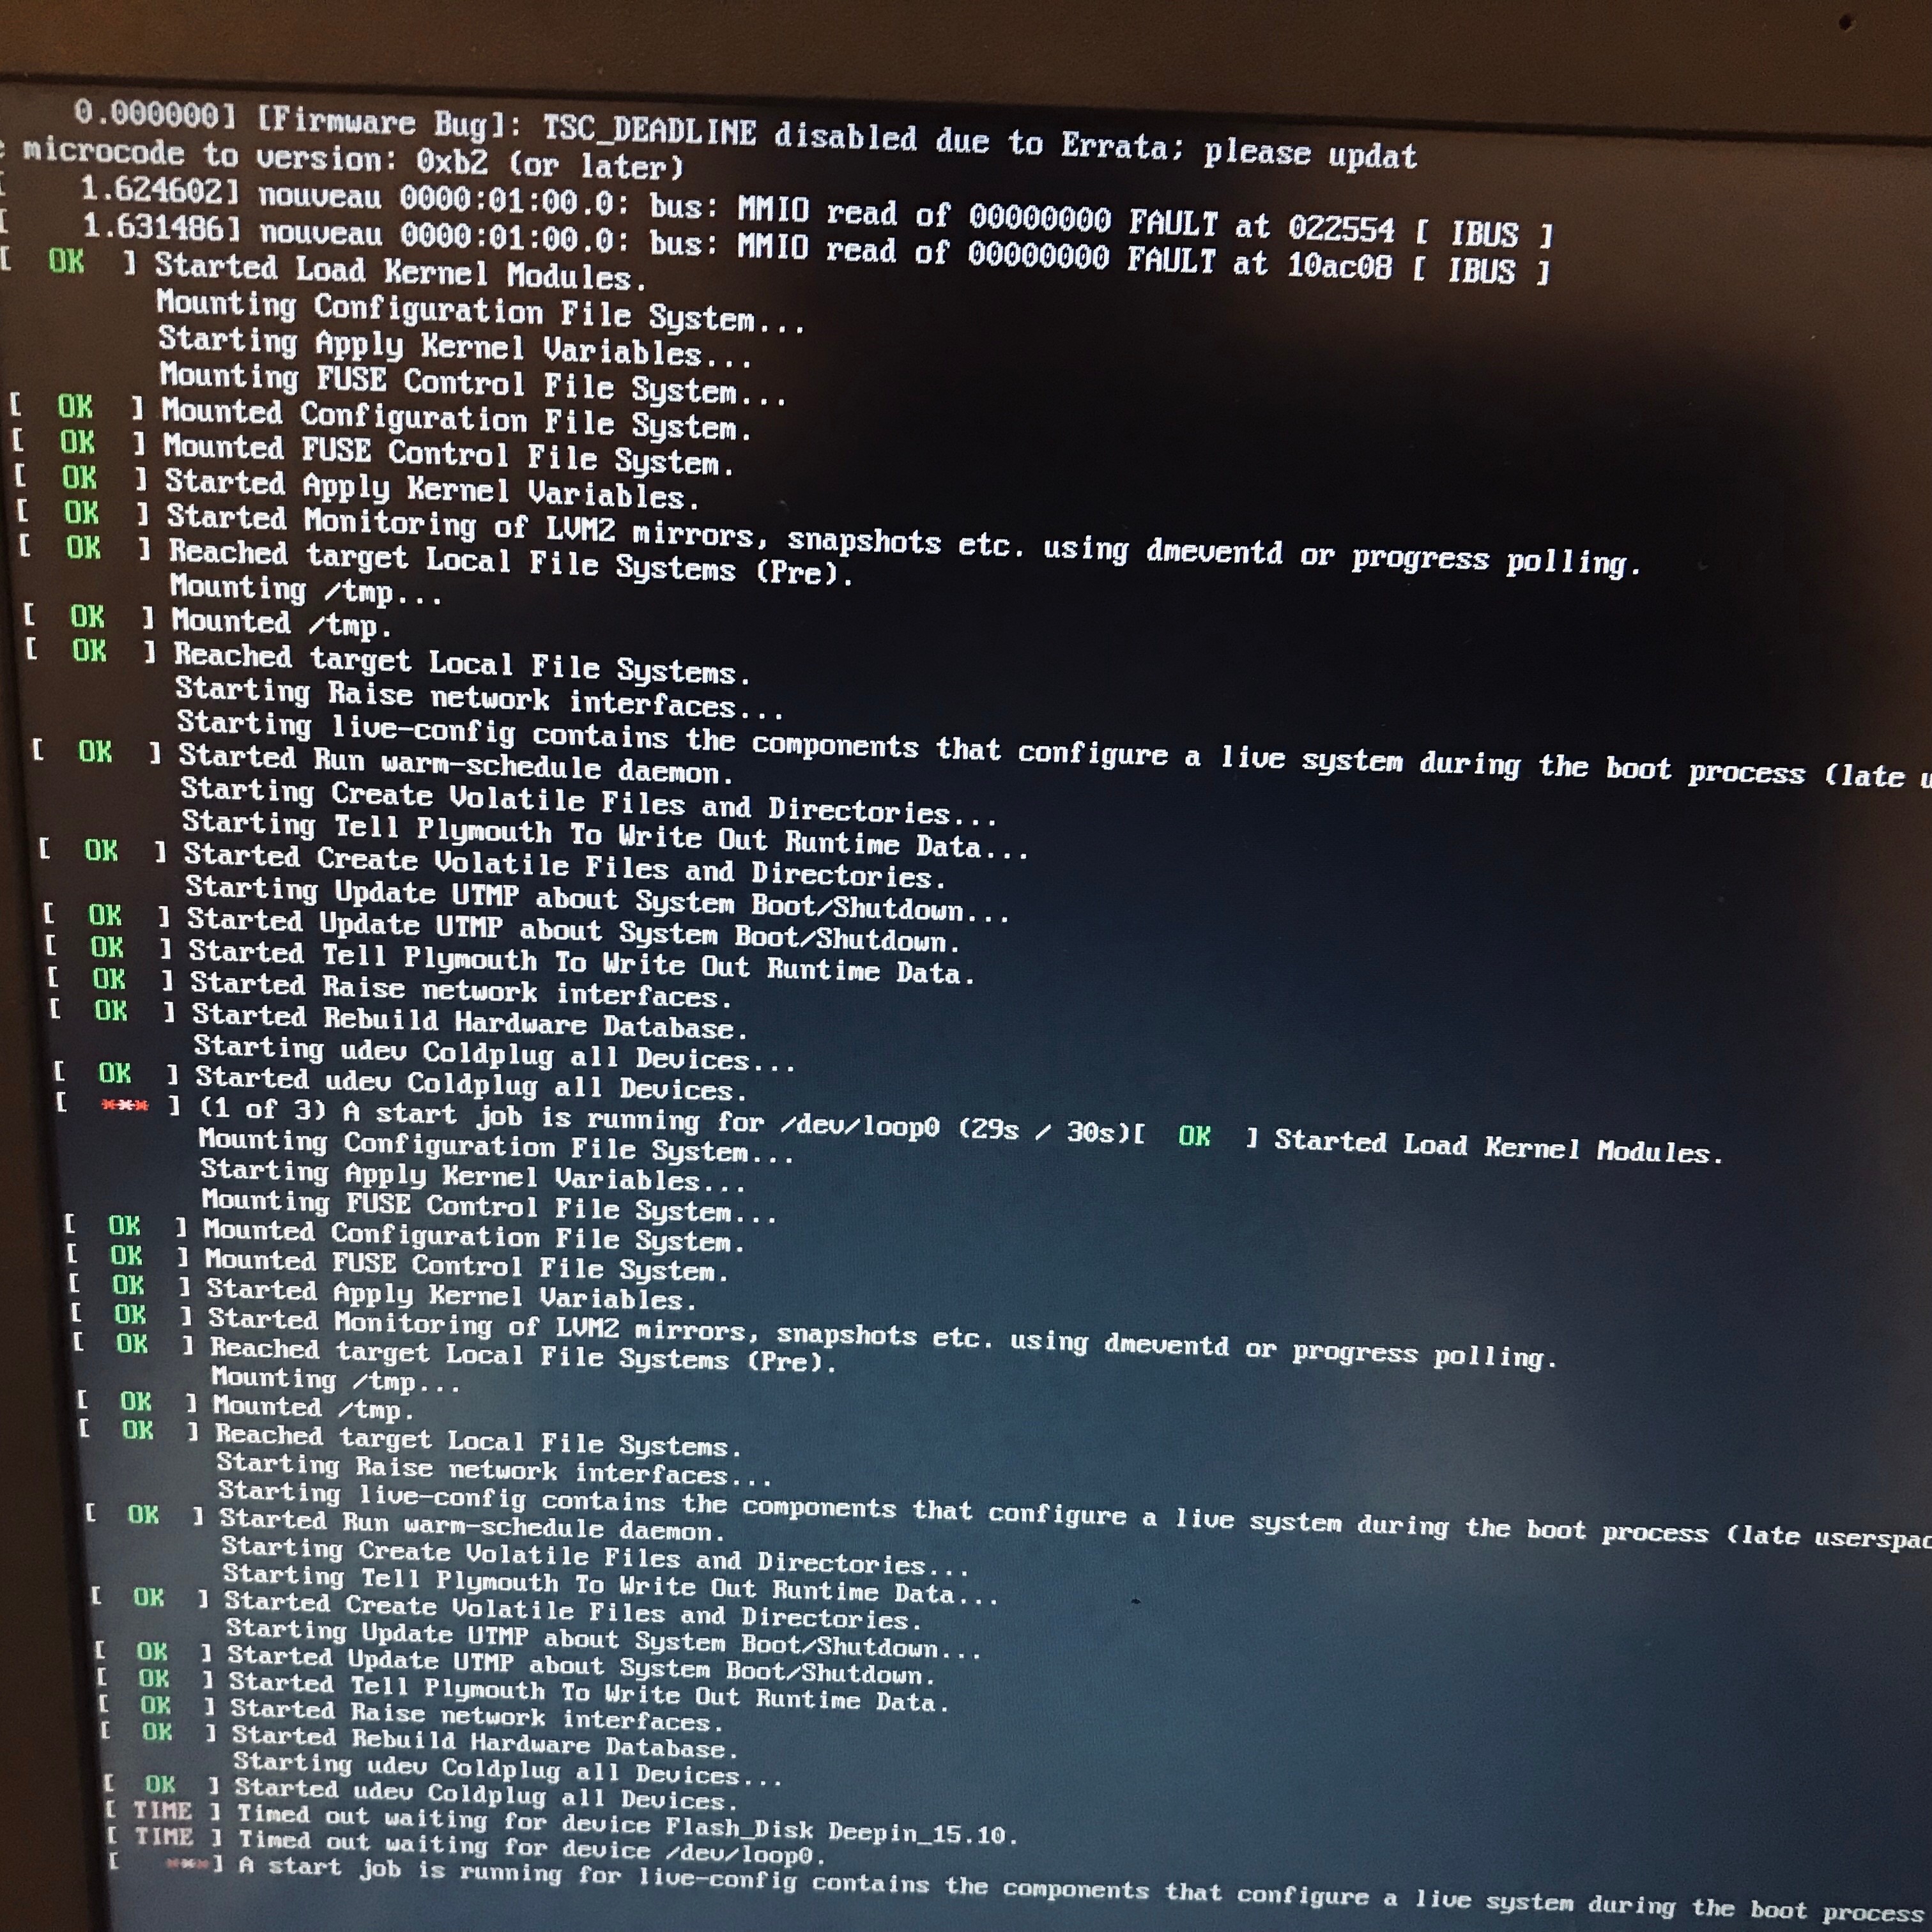 0.000000] [Firmware Bug]: TSC_DEADLINE disabled due to Errata; please updat
e microcode to version: 0xb2 (or later)
[ 1.624602] nouveau 0000:01:00.0: bus: MMIO read of 00000000 FAULT at 022554 [ IBUS ]
[ 1.631486] nouveau 0000:01:00.0: bus: MMIO read of 00000000 FAULT at 10ac08 [ IBUS ]
[ OK ] Started Load Kernel Modules.
Mounting Configuration File System...
Starting Apply Kernel Variables...
Mounting FUSE Control File System...
[ OK ] Mounted Configuration File System.
[ OK ] Mounted FUSE Control File System.
[ OK ] Started Apply Kernel Variables.
[ OK ] Started Monitoring of LVM2 mirrors, snapshots etc. using dmeventd or progress polling.
[ OK ] Reached target Local File Systems (Pre).
Mounting /tmp...
[ OK ] Mounted /tmp.
[ OK ] Reached target Local File Systems.
Starting Raise network interfaces...
Starting live-config contains the components that configure a live system during the boot process (late u
[ OK ] Started Run warm-schedule daemon.
Starting Create Volatile Files and Directories...
Starting Tell Plymouth To Write Out Runtime Data...
[ OK ] Started Create Volatile Files and Directories.
Starting Update UTMP about System Boot/Shutdown...
[ OK ] Started Update UTMP about System Boot/Shutdown.
[ OK ] Started Tell Plymouth To Write Out Runtime Data.
[ OK ] Started Raise network interfaces.
[ OK ] Started Rebuild Hardware Database.
Starting udev Coldplug all Devices...
[ OK ] Started udev Coldplug all Devices.
[ *** ] (1 of 3) A start job is running for /dev/loop0 (29s / 30s)[ OK ] Started Load Kernel Modules.
Mounting Configuration File System...
Starting Apply Kernel Variables...
Mounting FUSE Control File System...
[ OK ] Mounted Configuration File System.
[ OK ] Mounted FUSE Control File System.
[ OK ] Started Apply Kernel Variables.
[ OK ] Started Monitoring of LVM2 mirrors, snapshots etc. using dmeventd or progress polling.
[ OK ] Reached target Local File Systems (Pre).
Mounting /tmp...
[ OK ] Mounted /tmp.
[ OK ] Reached target Local File Systems.
Starting Raise network interfaces...
Starting live-config contains the components that configure a live system during the boot process (late userspac
[ OK ] Started Run warm-schedule daemon.
Starting Create Volatile Files and Directories...
Starting Tell Plymouth To Write Out Runtime Data...
[ OK ] Started Create Volatile Files and Directories.
Starting Update UTMP about System Boot/Shutdown...
[ OK ] Started Update UTMP about System Boot/Shutdown.
[ OK ] Started Tell Plymouth To Write Out Runtime Data.
[ OK ] Started Raise network interfaces.
[ OK ] Started Rebuild Hardware Database.
Starting udev Coldplug all Devices...
[ OK ] Started udev Coldplug all Devices.
[ TIME ] Timed out waiting for device Flash_Disk Deepin_15.10.
[ TIME ] Timed out waiting for device /dev/loop0.
[ ***] A start job is running for live-config contains the components that configure a live system during the boot process